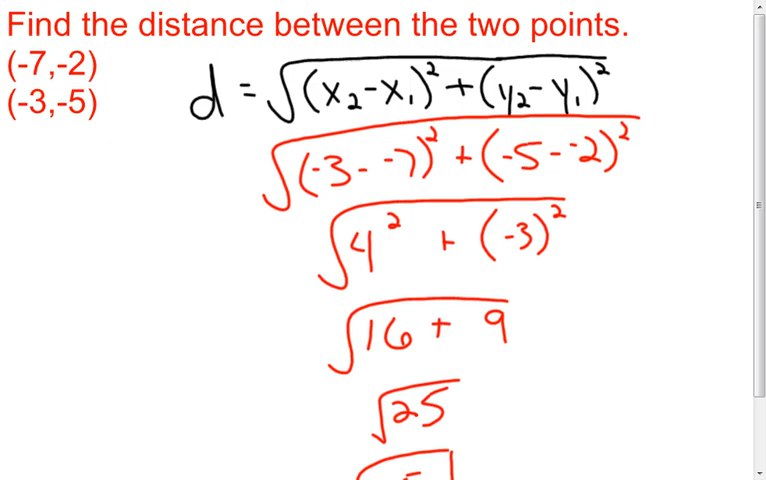 Find the distance between the two points.
(-7,-2)
(-3,-5)
d = √(x₂-x₁)² + (y₂-y₁)²
√(-3--7)² + (-5--2)²
√4² + (-3)²
√16 + 9
√25